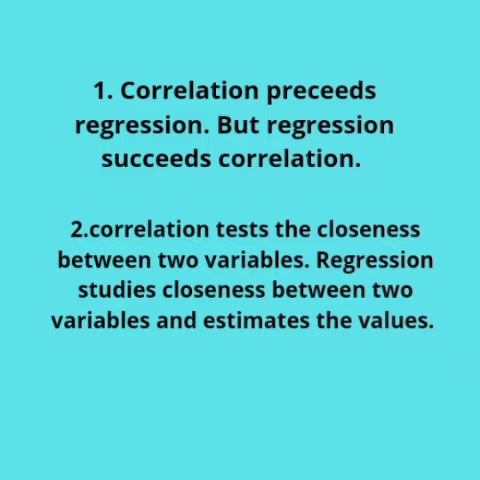 1. Correlation preceeds
regression. But regression
succeeds correlation.
2.correlation tests the closeness
between two variables. Regression
studies closeness between two
variables and estimates the values.